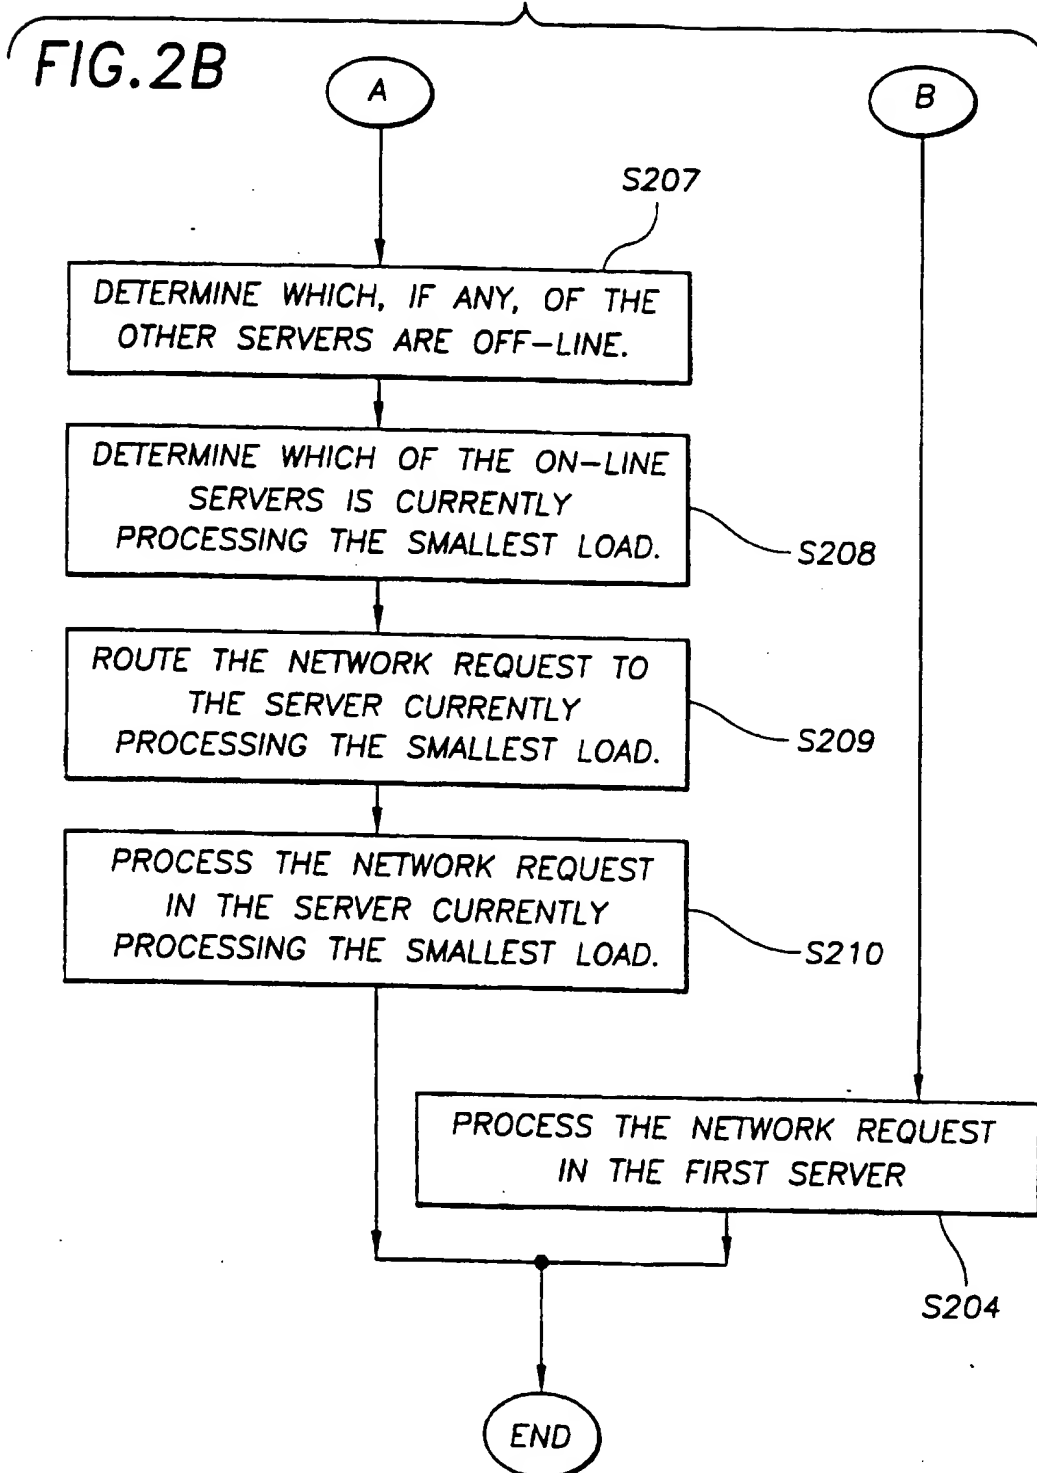 FIG.2B
A
B
S207
DETERMINE WHICH, IF ANY, OF THE
OTHER SERVERS ARE OFF-LINE.
DETERMINE WHICH OF THE ON-LINE
SERVERS IS CURRENTLY
PROCESSING THE SMALLEST LOAD.
S208
ROUTE THE NETWORK REQUEST TO
THE SERVER CURRENTLY
PROCESSING THE SMALLEST LOAD.
S209
PROCESS THE NETWORK REQUEST
IN THE SERVER CURRENTLY
PROCESSING THE SMALLEST LOAD.
S210
PROCESS THE NETWORK REQUEST
IN THE FIRST SERVER
S204
END